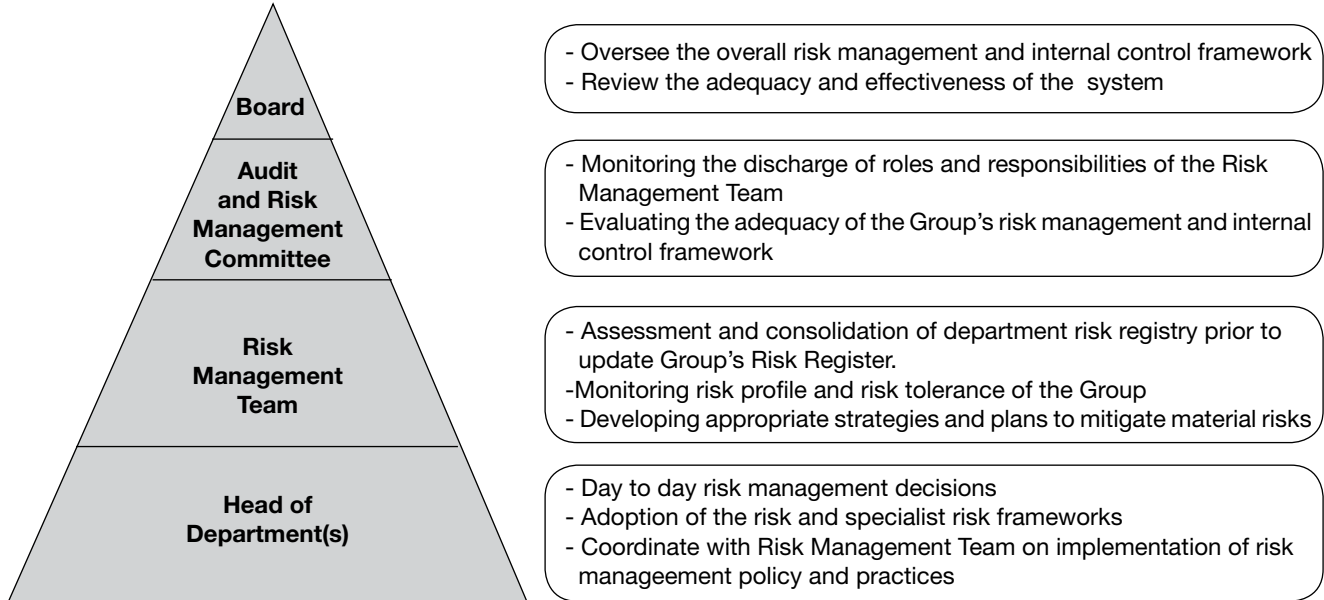 Board
- Oversee the overall risk management and internal control framework
- Review the adequacy and effectiveness of the  system
Audit
and Risk
Management
Committee
- Monitoring the discharge of roles and responsibilities of the Risk
Management Team
- Evaluating the adequacy of the Group’s risk management and internal
control framework
Risk
Management
Team
- Assessment and consolidation of department risk registry prior to
update Group’s Risk Register.
-Monitoring risk profile and risk tolerance of the Group
- Developing appropriate strategies and plans to mitigate material risks
Head of
Department(s)
- Day to day risk management decisions
- Adoption of the risk and specialist risk frameworks
- Coordinate with Risk Management Team on implementation of risk
manageement policy and practices